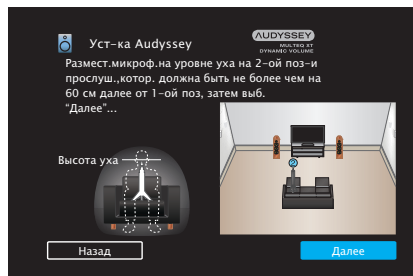 Уст-ка Audyssey
AUDYSSEY
MULTEQ XT
DYNAMIC VOLUME
Размест.микроф.на уровне уха на 2-ой поз-и
прослуш.,котор. должна быть не более чем на
60 см далее от 1-ой поз, затем выб.
“Далее”...
Высота уха
2
Назад
Далее